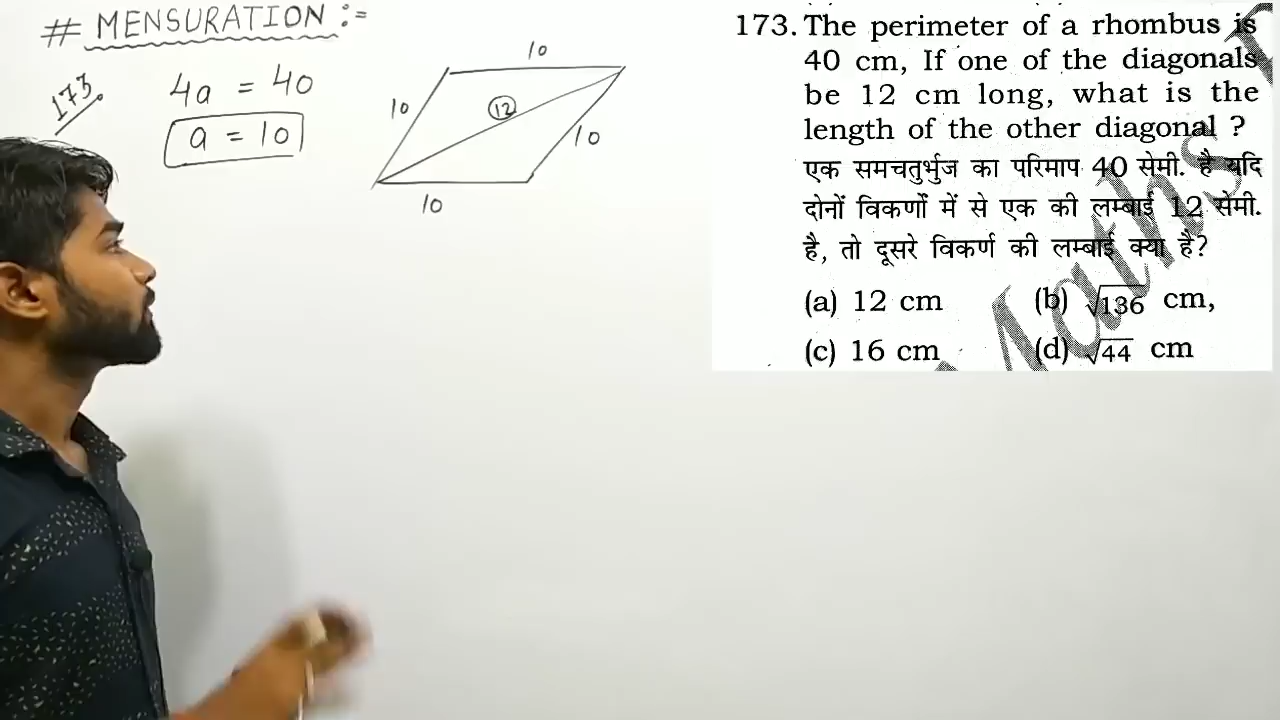 # MENSURATION :=
173.
4a = 40
a = 10
10
10
12
10
10
173. The perimeter of a rhombus is
40 cm, If one of the diagonals
be 12 cm long, what is the
length of the other diagonal ?
एक समचतुर्भुज का परिमाप 40 सेमी. है यदि
दोनों विकर्णों में से एक की लम्बाई 12 सेमी.
है, तो दूसरे विकर्ण की लम्बाई क्या है?
(a) 12 cm (b) √136 cm,
(c) 16 cm (d) √44 cm
Maths